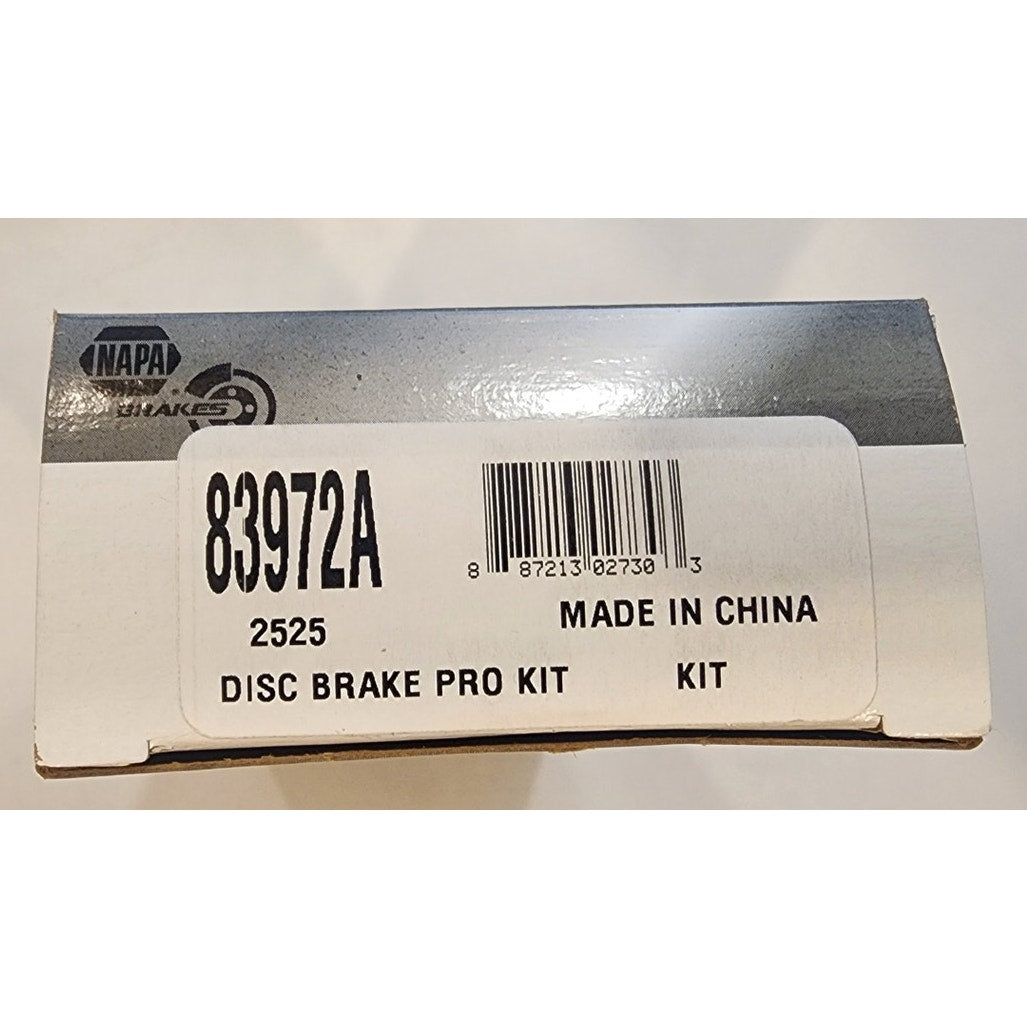 NAPA
BRAKES
83972A
8 87213 02730 3
2525
MADE IN CHINA
DISC BRAKE PRO KIT KIT